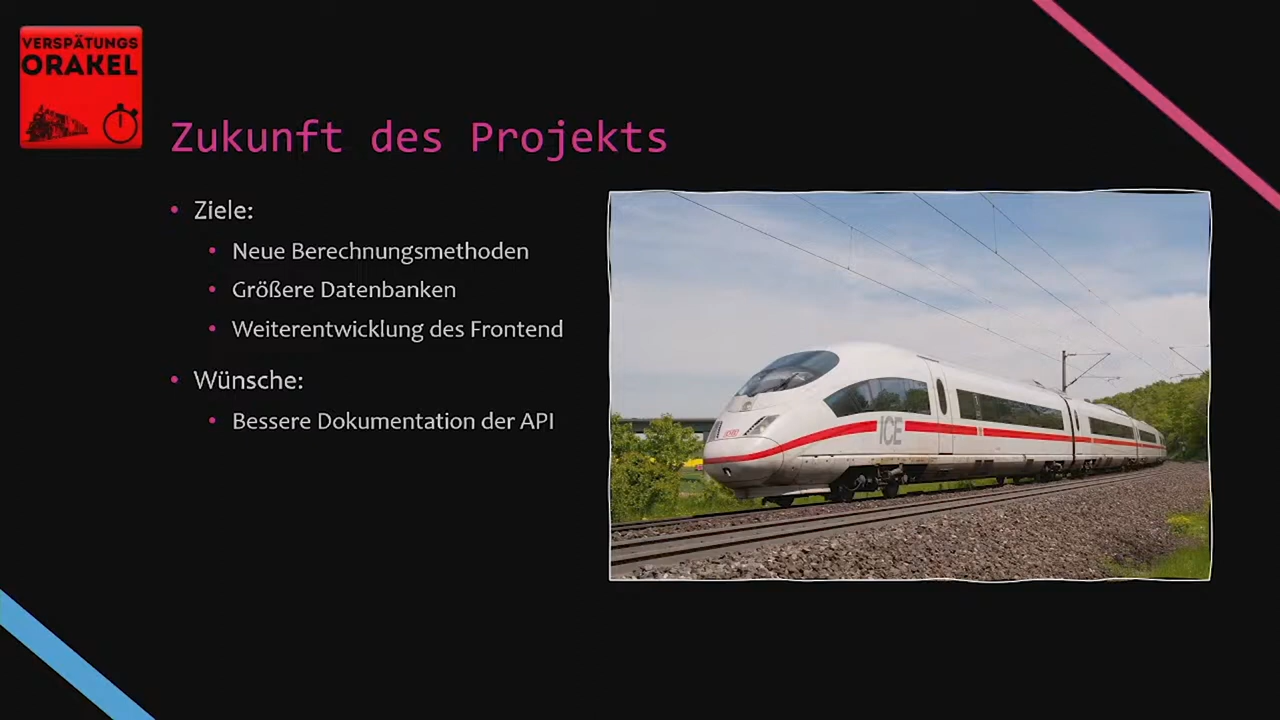 VERSPÄTUNGS
ORAKEL
Zukunft des Projekts
Ziele:
Neue Berechnungsmethoden
Größere Datenbanken
Weiterentwicklung des Frontend
Wünsche:
Bessere Dokumentation der API
ICE